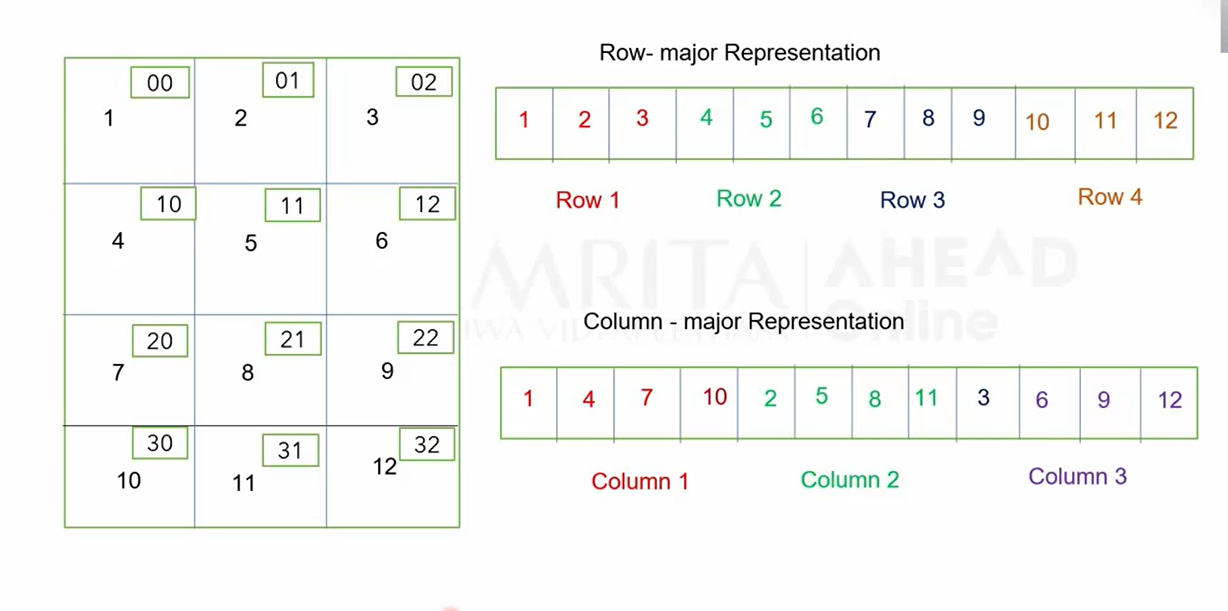 00 01 02
1 2 3
10 11 12
4 5 6
20 21 22
7 8 9
30 31 32
10 11 12
Row- major Representation
1 2 3 4 5 6 7 8 9 10 11 12
Row 1 Row 2 Row 3 Row 4
AHEAD
Online
Column - major Representation
1 4 7 10 2 5 8 11 3 6 9 12
Column 1 Column 2 Column 3